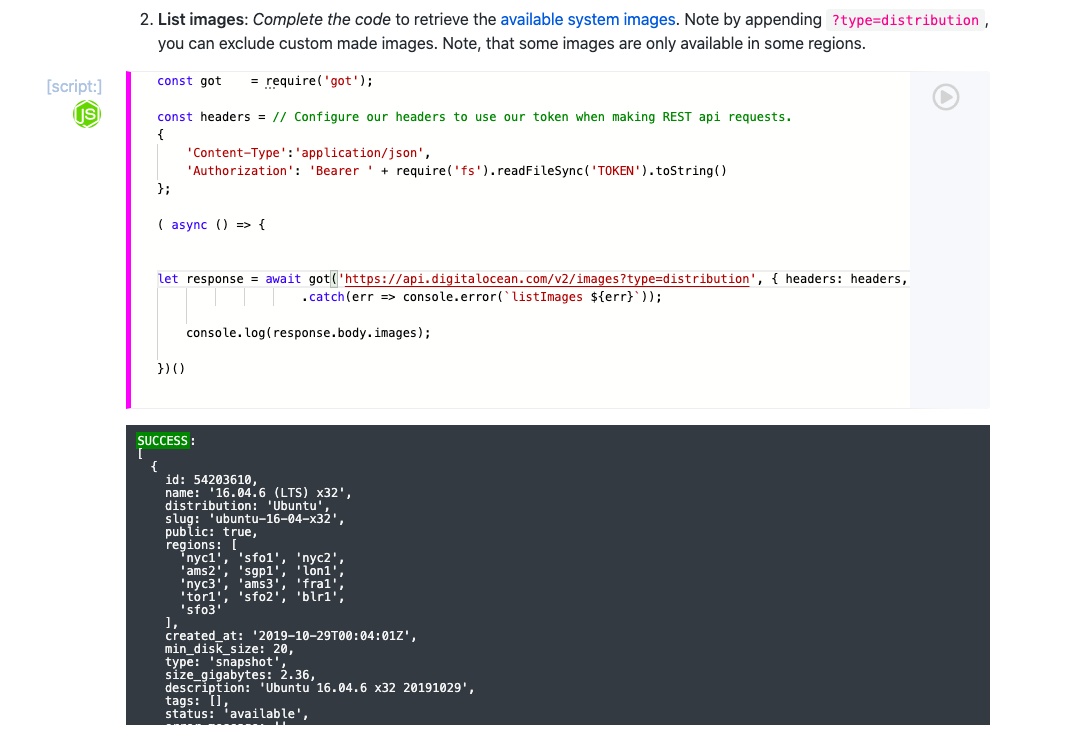 2. List images: Complete the code to retrieve the available system images. Note by appending ?type=distribution ,
you can exclude custom made images. Note, that some images are only available in some regions.
[script:]
JS
const got    = require('got');
const headers = // Configure our headers to use our token when making REST api requests.
{
    'Content-Type':'application/json',
    'Authorization': 'Bearer ' + require('fs').readFileSync('TOKEN').toString()
};
( async () => {
let response = await got('https://api.digitalocean.com/v2/images?type=distribution', { headers: headers,
                    .catch(err => console.error(`listImages ${err}`));
    console.log(response.body.images);
})()
SUCCESS:
[
  {
    id: 54203610,
    name: '16.04.6 (LTS) x32',
    distribution: 'Ubuntu',
    slug: 'ubuntu-16-04-x32',
    public: true,
    regions: [
      'nyc1', 'sfo1', 'nyc2',
      'ams2', 'sgp1', 'lon1',
      'nyc3', 'ams3', 'fra1',
      'tor1', 'sfo2', 'blr1',
      'sfo3'
    ],
    created_at: '2019-10-29T00:04:01Z',
    min_disk_size: 20,
    type: 'snapshot',
    size_gigabytes: 2.36,
    description: 'Ubuntu 16.04.6 x32 20191029',
    tags: [],
    status: 'available',